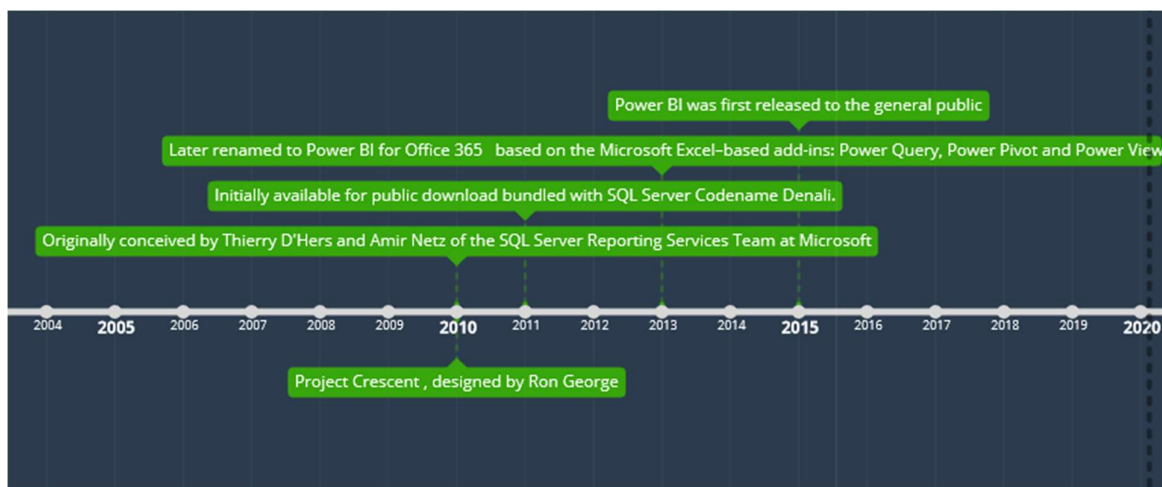 Power BI was first released to the general public
Later renamed to Power BI for Office 365 based on the Microsoft Excel–based add-ins: Power Query, Power Pivot and Power View
Initially available for public download bundled with SQL Server Codename Denali.
Originally conceived by Thierry D'Hers and Amir Netz of the SQL Server Reporting Services Team at Microsoft
2004 2005 2006 2007 2008 2009 2010 2011 2012 2013 2014 2015 2016 2017 2018 2019 2020
Project Crescent , designed by Ron George